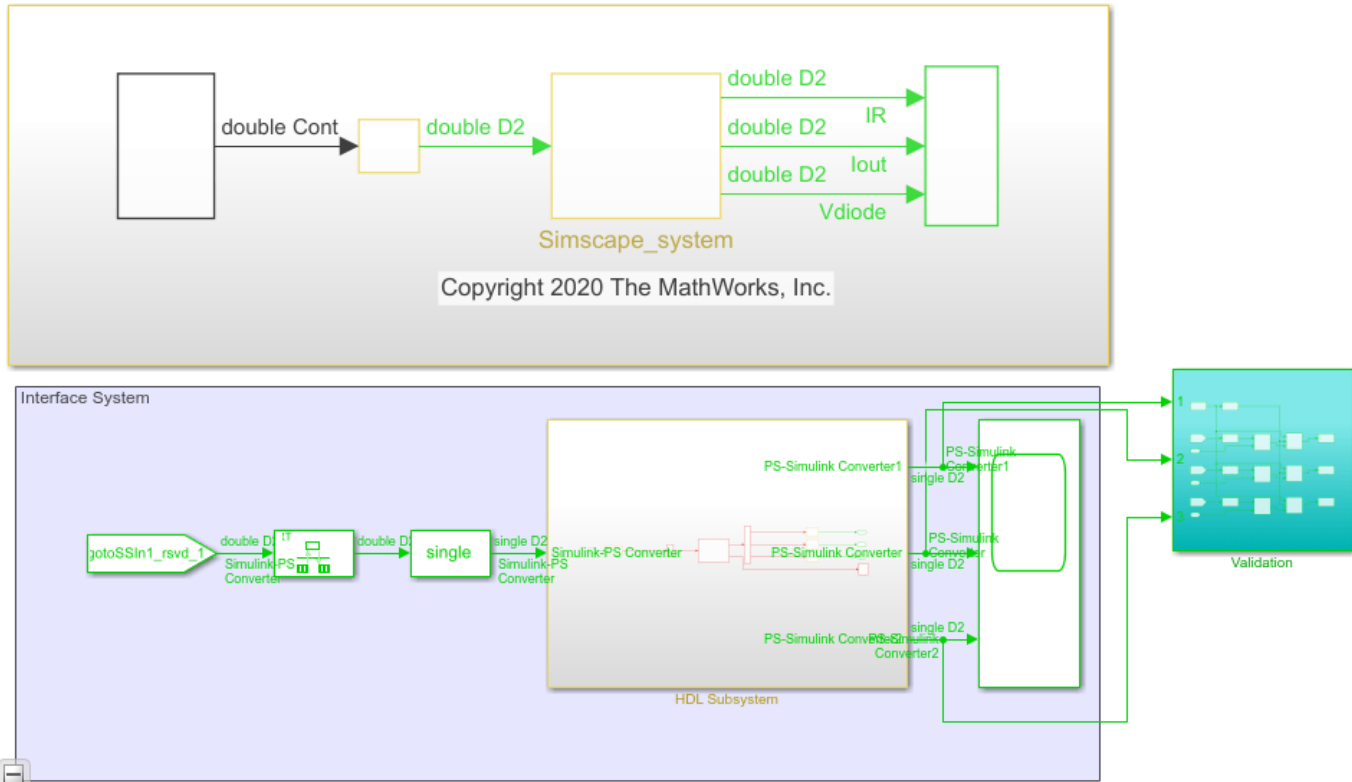 double D2
double Cont
double D2
IR
double D2
Iout
double D2
Vdiode
Simscape_system
Copyright 2020 The MathWorks, Inc.
Interface System
1
PS-Simulink Converter1
PS-Simulink
Converter1
single D2
2
3
gotoSSIn1_rsvd_1
double D2
Simulink-PS
Converter
double D2
single
single D2
Simulink-PS
Converter
Simulink-PS Converter
PS-Simulink Converter
PS-Simulink
Converter
single D2
Validation
single D2
PS-Simulink Converter2
PS-Simulink
Converter2
HDL Subsystem